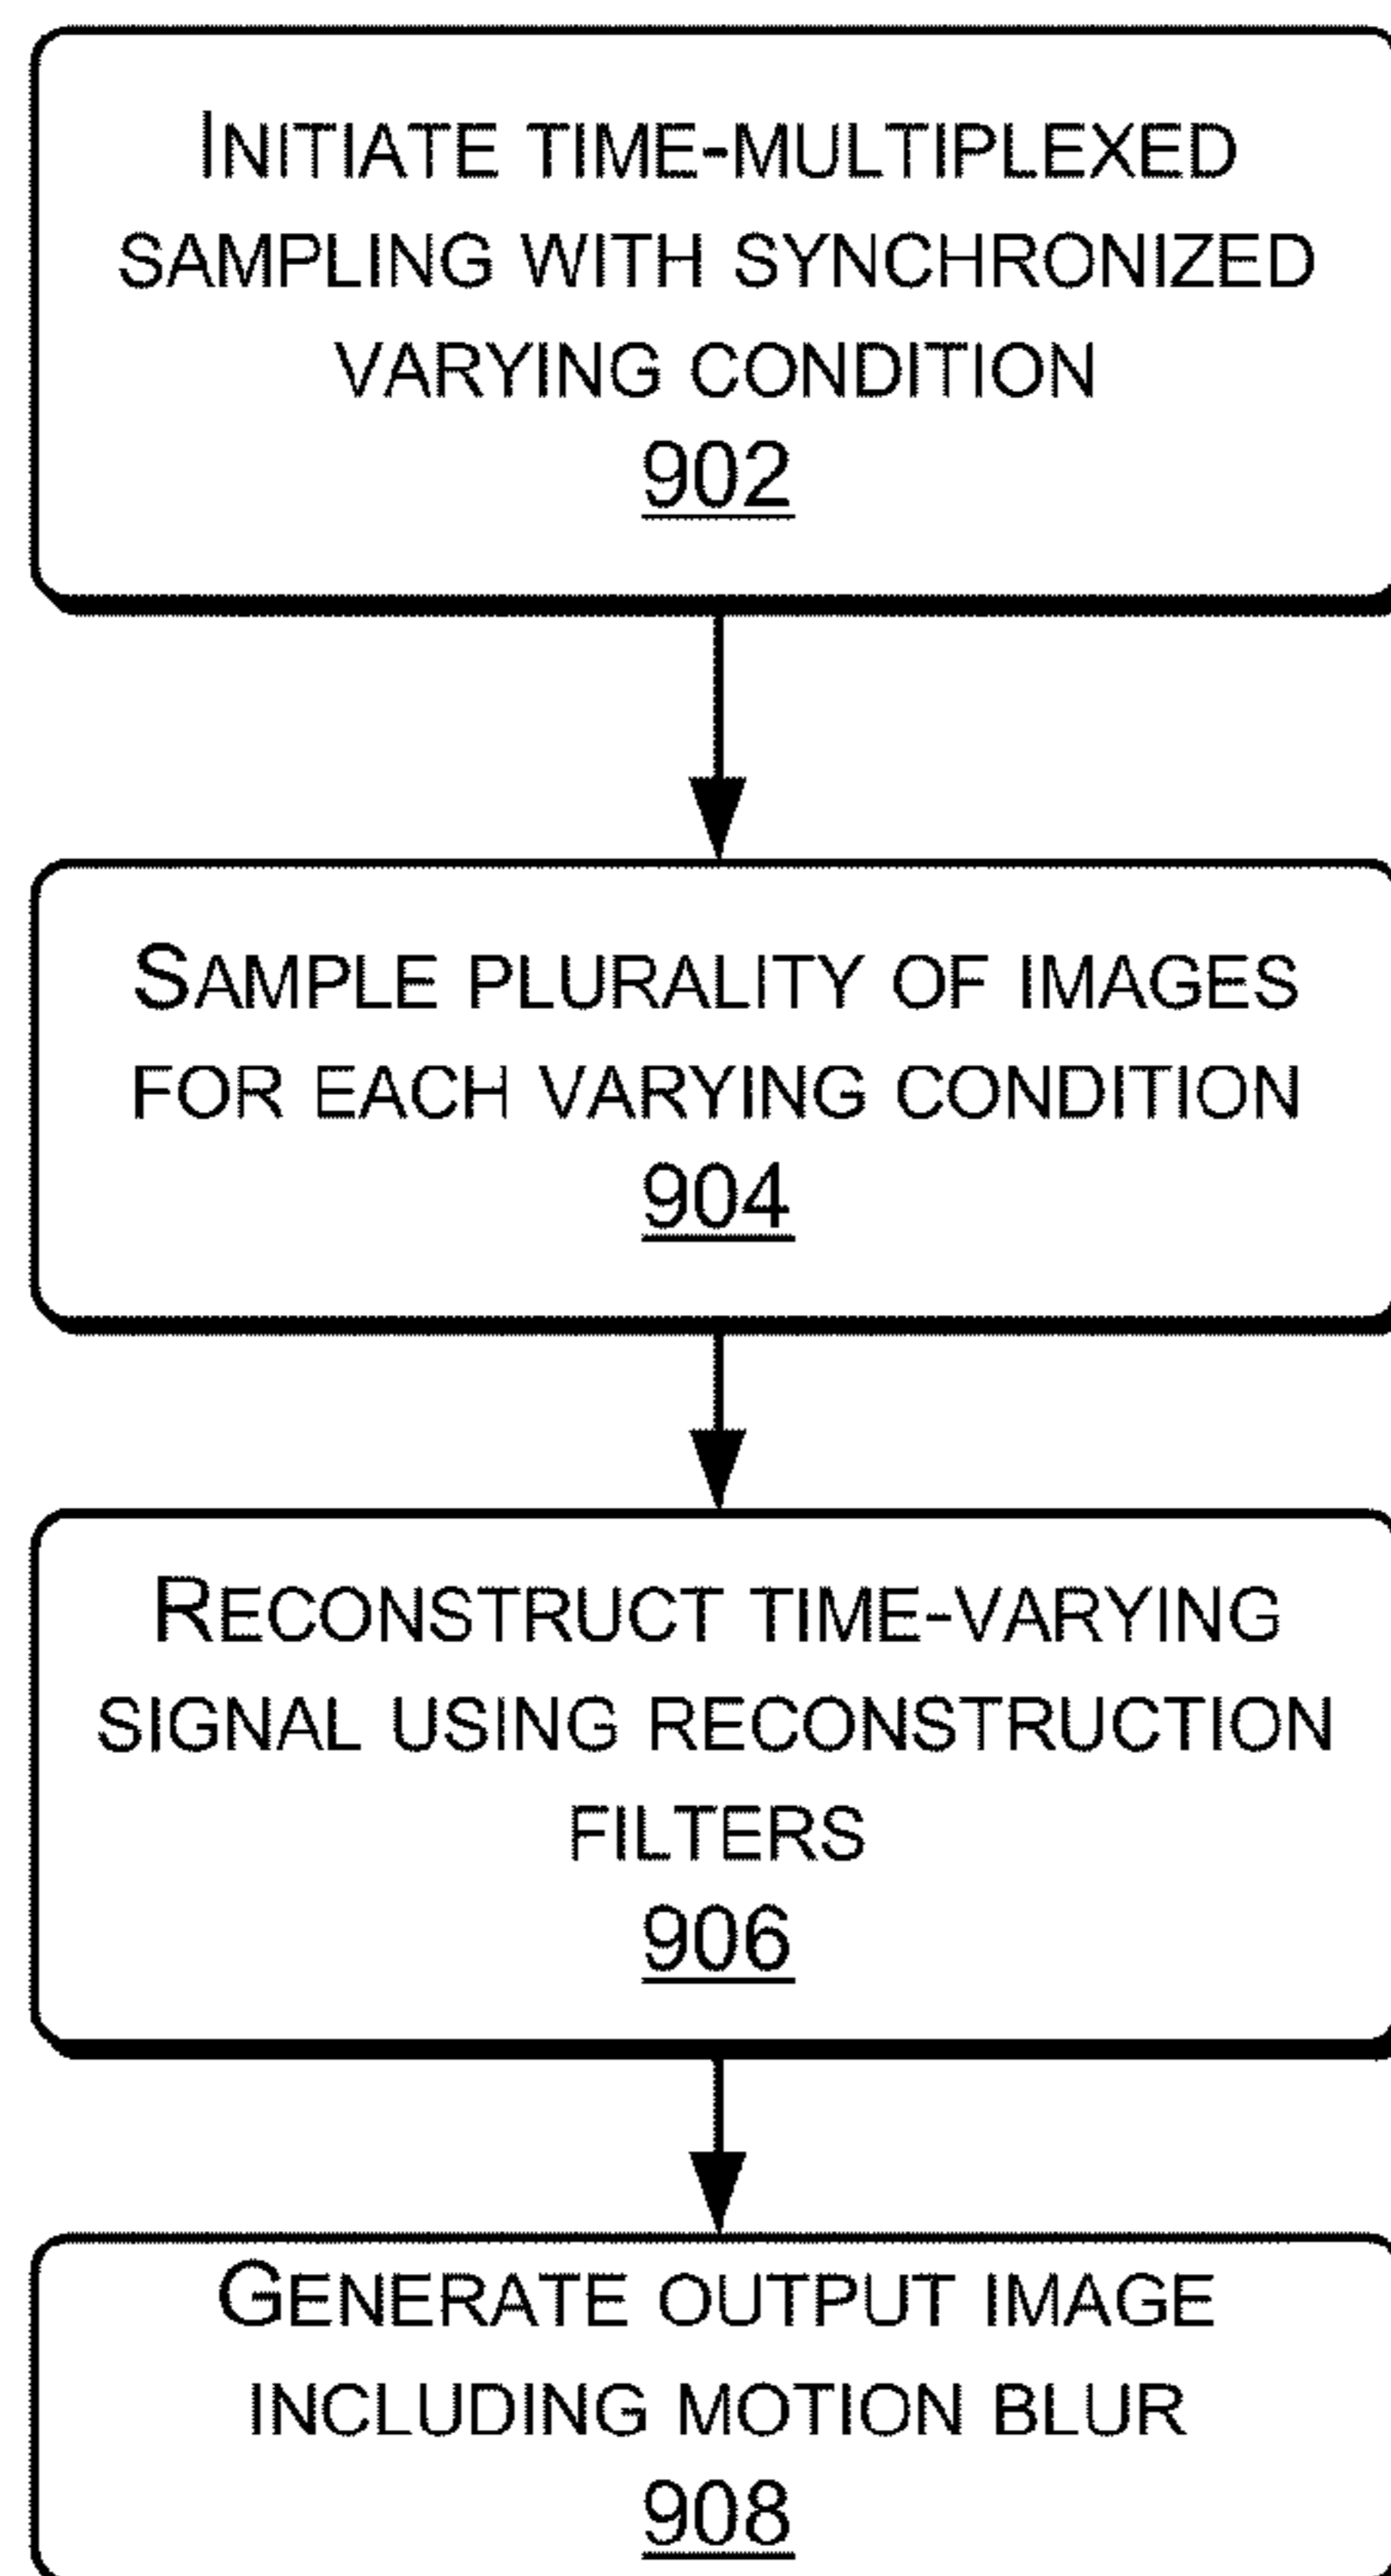 INITIATE TIME-MULTIPLEXED
SAMPLING WITH SYNCHRONIZED
VARYING CONDITION
902
SAMPLE PLURALITY OF IMAGES
FOR EACH VARYING CONDITION
904
RECONSTRUCT TIME-VARYING
SIGNAL USING RECONSTRUCTION
FILTERS
906
GENERATE OUTPUT IMAGE
INCLUDING MOTION BLUR
908